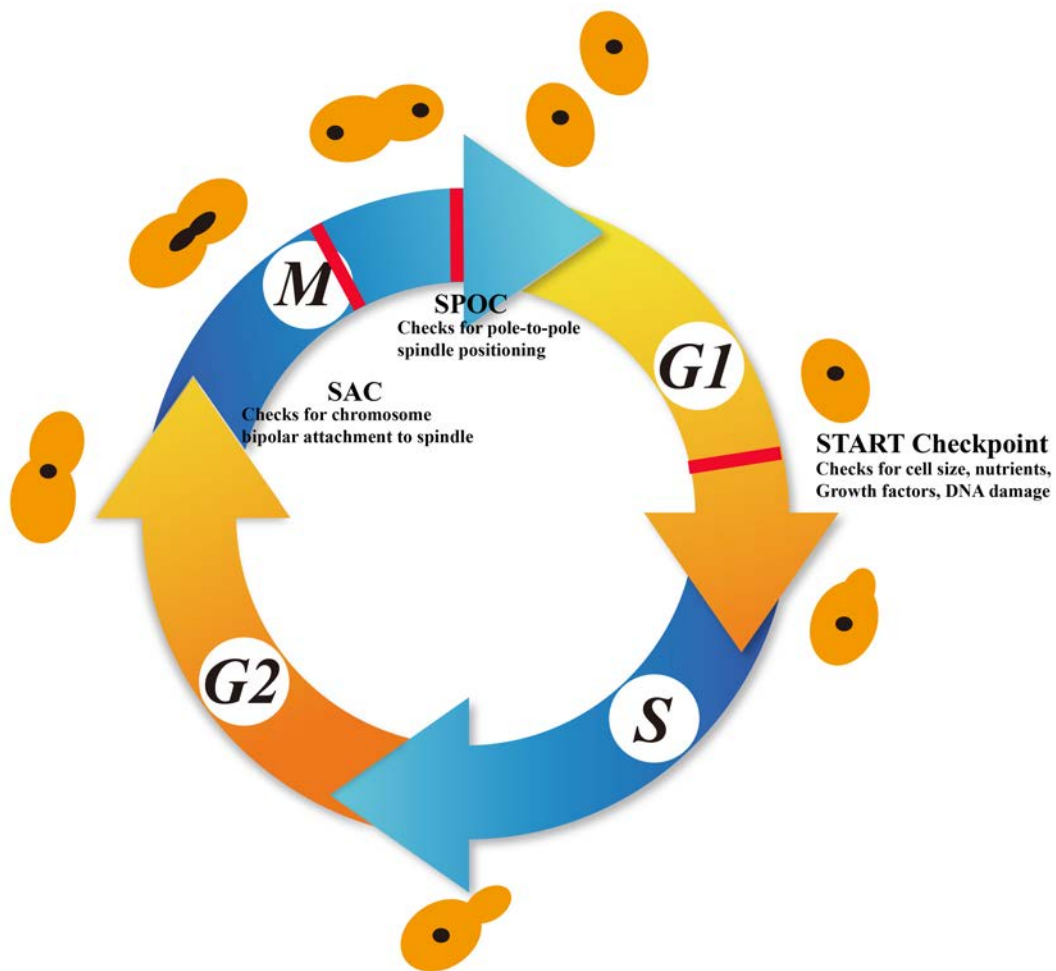 M
SPOC
Checks for pole-to-pole
spindle positioning
G1
SAC
Checks for chromosome
bipolar attachment to spindle
START Checkpoint
Checks for cell size, nutrients,
Growth factors, DNA damage
G2
S